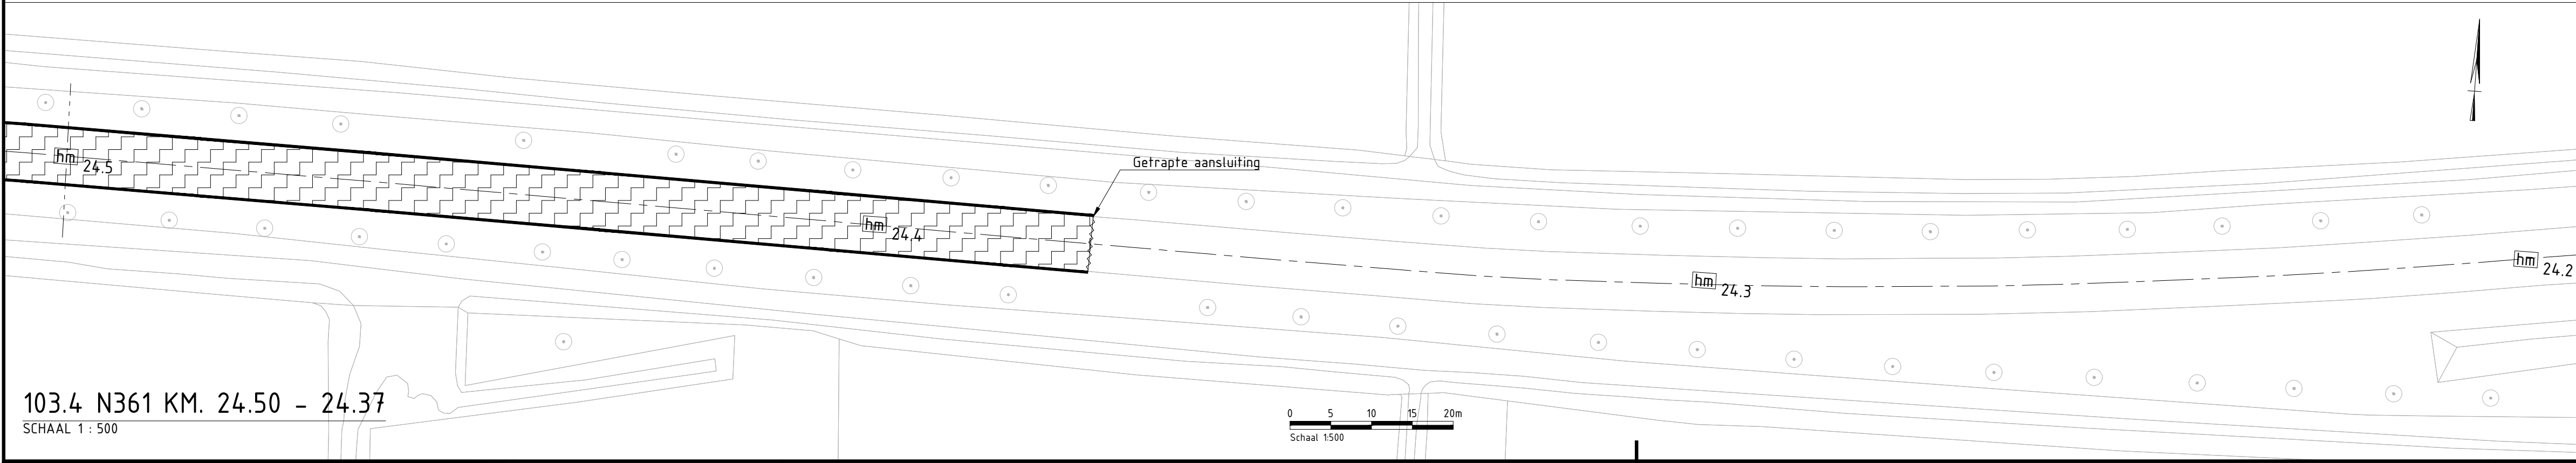 Getrapte aansluiting
hm 24.5
hm 24.4
hm 24.3
hm 24.2
103.4 N361 KM. 24.50 - 24.37
SCHAAL 1 : 500
0 5 10 15 20m
Schaal 1:500